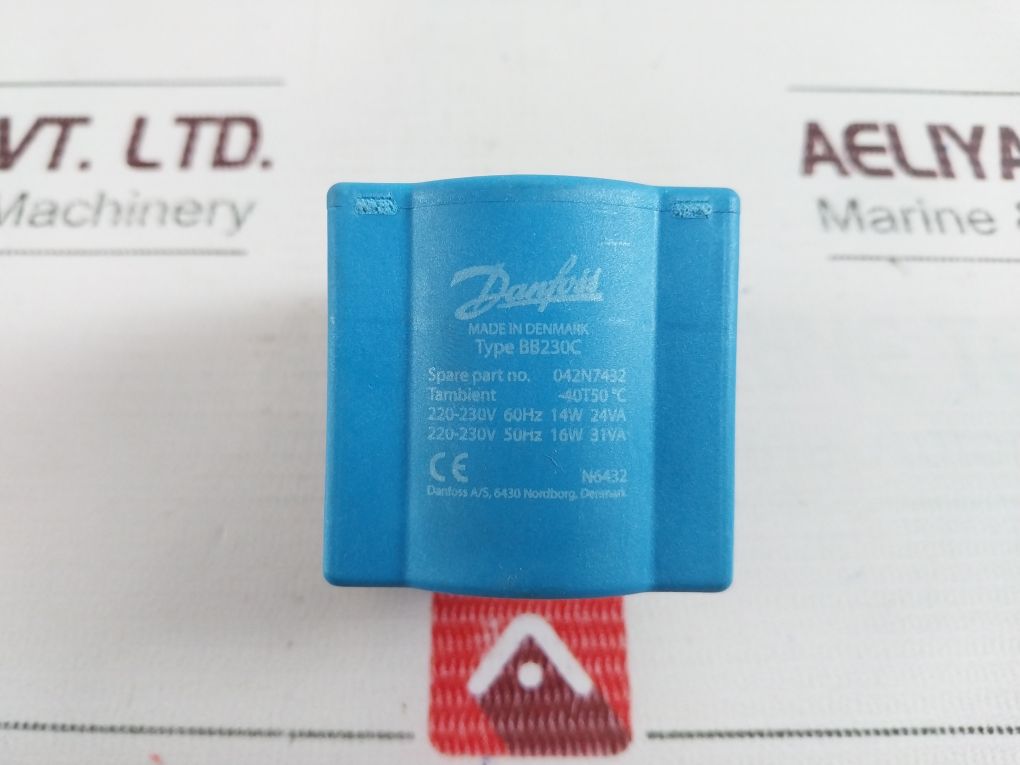 VT. LTD.
Machinery
AELIYA
Marine &
Danfoss
MADE IN DENMARK
Type BB230C
Spare part no. 042N7432
Tambient -40T50 °C
220-230V 60Hz 14W 24VA
220-230V 50Hz 16W 31VA
CE N6432
Danfoss A/S, 6430 Nordborg, Denmark